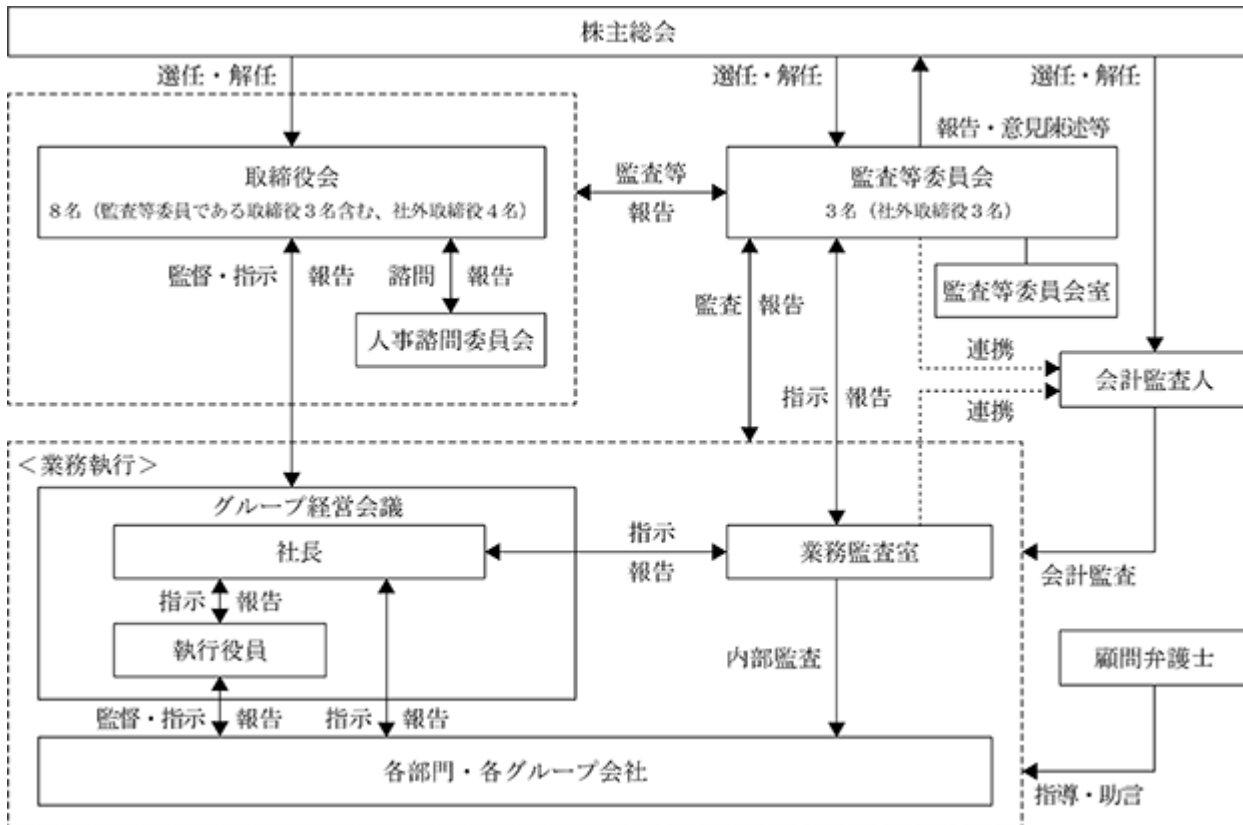 株主総会
選任・解任
選任・解任
選任・解任
報告・意見陳述等
取締役会
8名（監査等委員である取締役3名含む、社外取締役4名）
監査等
報告
監査等委員会
3名（社外取締役3名）
監督・指示
報告
諮問
報告
監査
報告
監査等委員会室
人事諮問委員会
連携
会計監査人
指示
報告
連携
＜業務執行＞
グループ経営会議
社長
指示
報告
業務監査室
会計監査
指示
報告
執行役員
内部監査
顧問弁護士
監督・指示
報告
指示
報告
各部門・各グループ会社
指導・助言